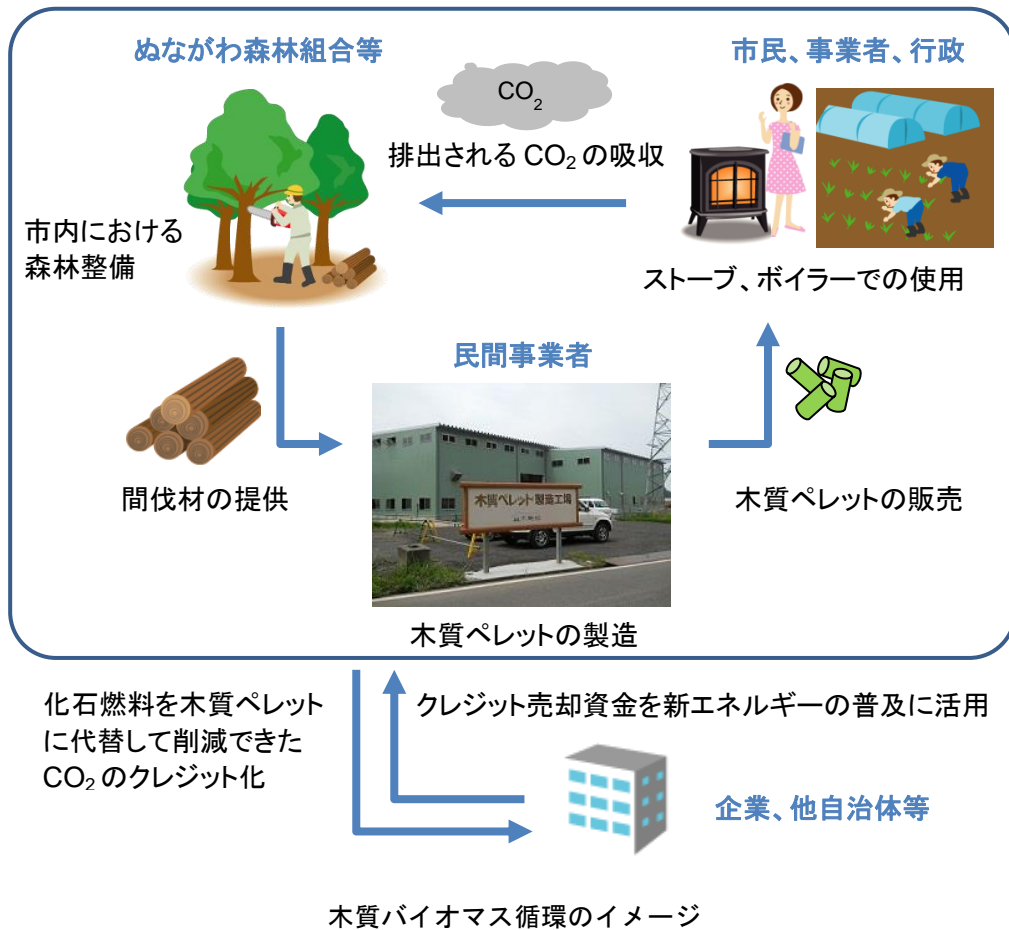 ぬながわ森林組合等
市民、事業者、行政
CO₂
排出される CO₂ の吸収
市内における
森林整備
ストーブ、ボイラーでの使用
民間事業者
間伐材の提供
木質ペレット製造工場
木質ペレットの販売
木質ペレットの製造
化石燃料を木質ペレット
に代替して削減できた
CO₂ のクレジット化
クレジット売却資金を新エネルギーの普及に活用
企業、他自治体等
木質バイオマス循環のイメージ